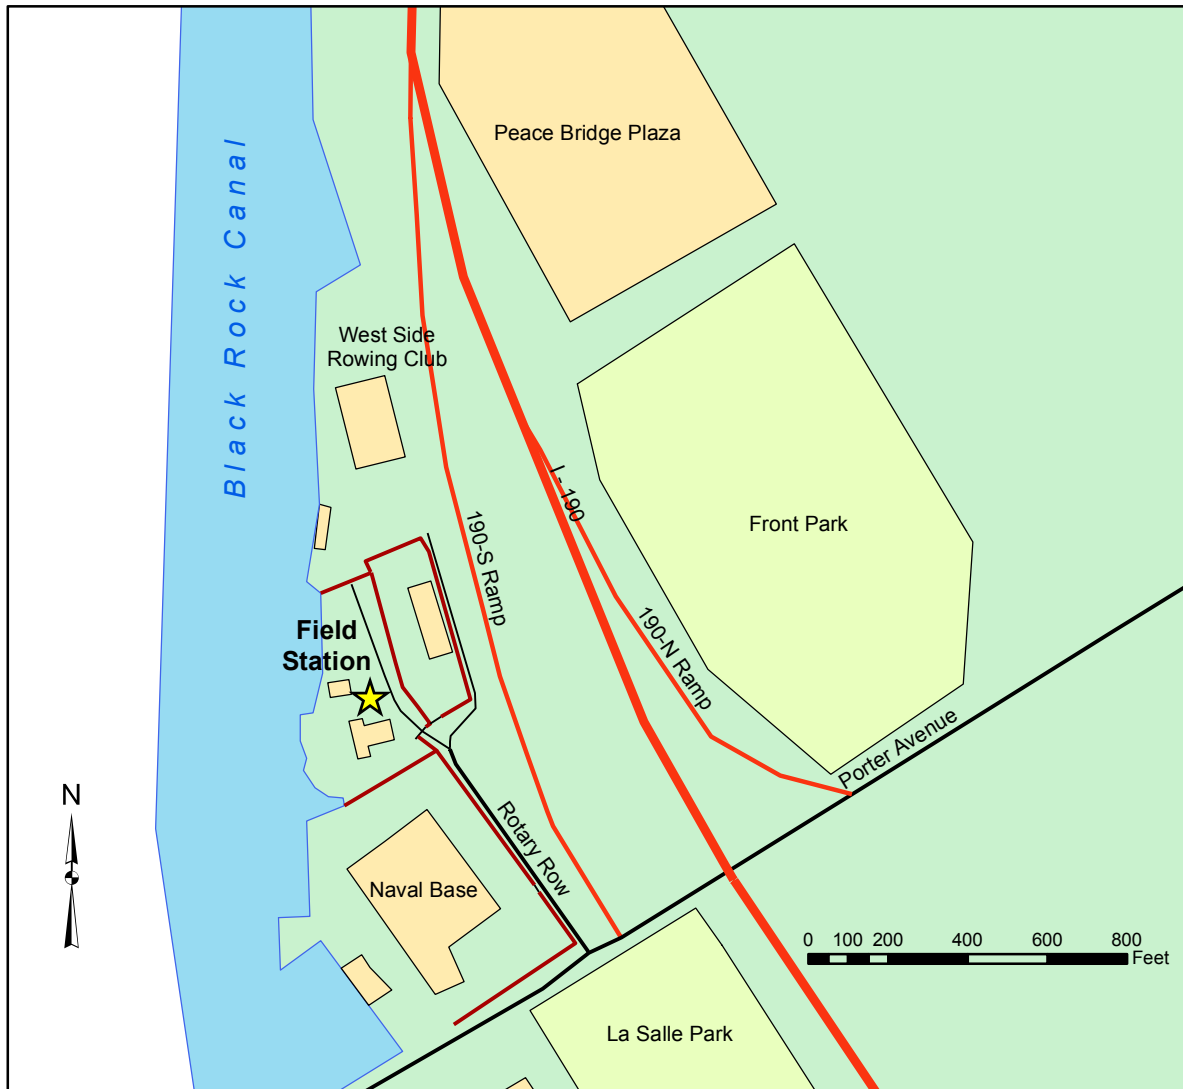 Peace Bridge Plaza
Black Rock Canal
West Side
Rowing Club
I - 190
190-S Ramp
Front Park
Field
Station
190-N Ramp
Porter Avenue
N
Rotary Row
Naval Base
0 100 200 400 600 800
Feet
La Salle Park